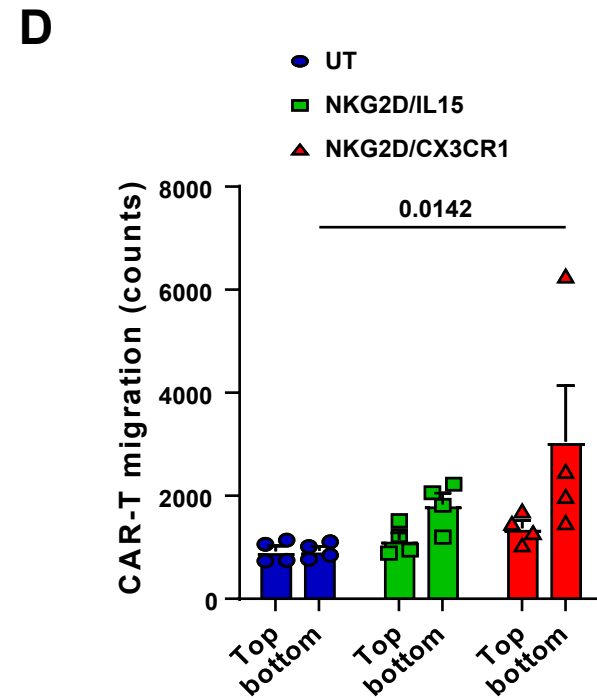 D
UT
NKG2D/IL15
NKG2D/CX3CR1
CAR-T migration (counts)
8000
6000
4000
2000
0
0.0142
Top
bottom
Top
bottom
Top
bottom